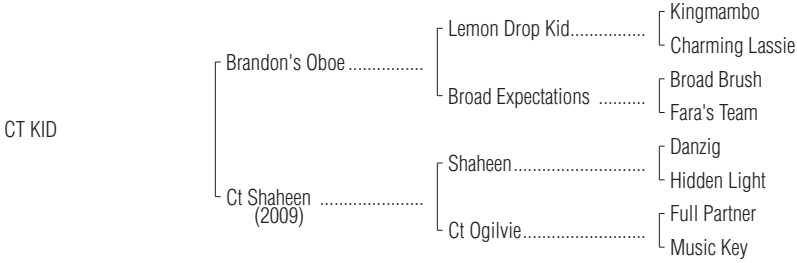 Kingmambo
Lemon Drop Kid................
Charming Lassie
Brandon's Oboe ................
Broad Brush
Broad Expectations ..........
Fara's Team
CT KID
Danzig
Shaheen............................
Hidden Light
Ct Shaheen ......................
(2009)
Full Partner
Ct Ogilvie..........................
Music Key